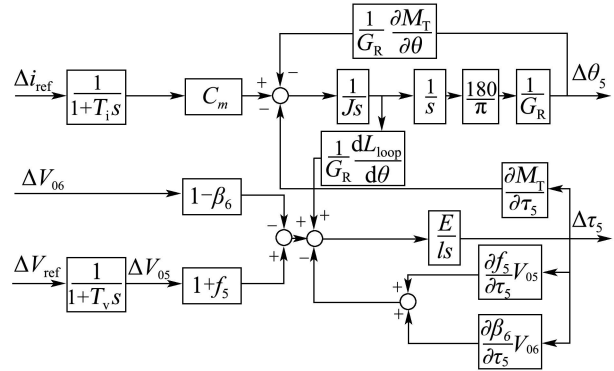 1/G_R ∂M_T/∂θ
Δi_ref
1/(1+T_i s)
C_m
+ − −
1/Js
1/s
180/π
1/G_R
Δθ_5
1/G_R dL_loop/dθ
∂M_T/∂τ_5
ΔV_06
1−β_6
− +
+ + −
E/ls
Δτ_5
ΔV_ref
1/(1+T_v s)
ΔV_05
1+f_5
∂f_5/∂τ_5 V_05
+ +
∂β_6/∂τ_5 V_06